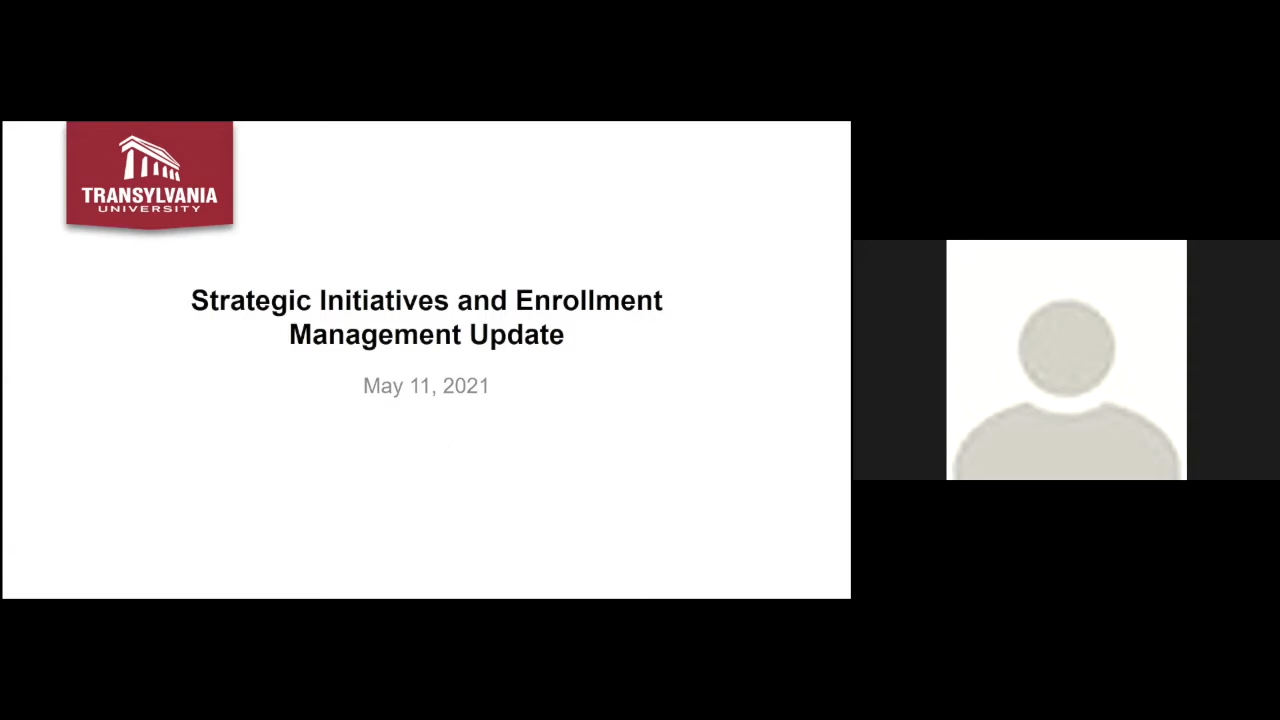 TRANSYLVANIA
UNIVERSITY
Strategic Initiatives and Enrollment
Management Update
May 11, 2021